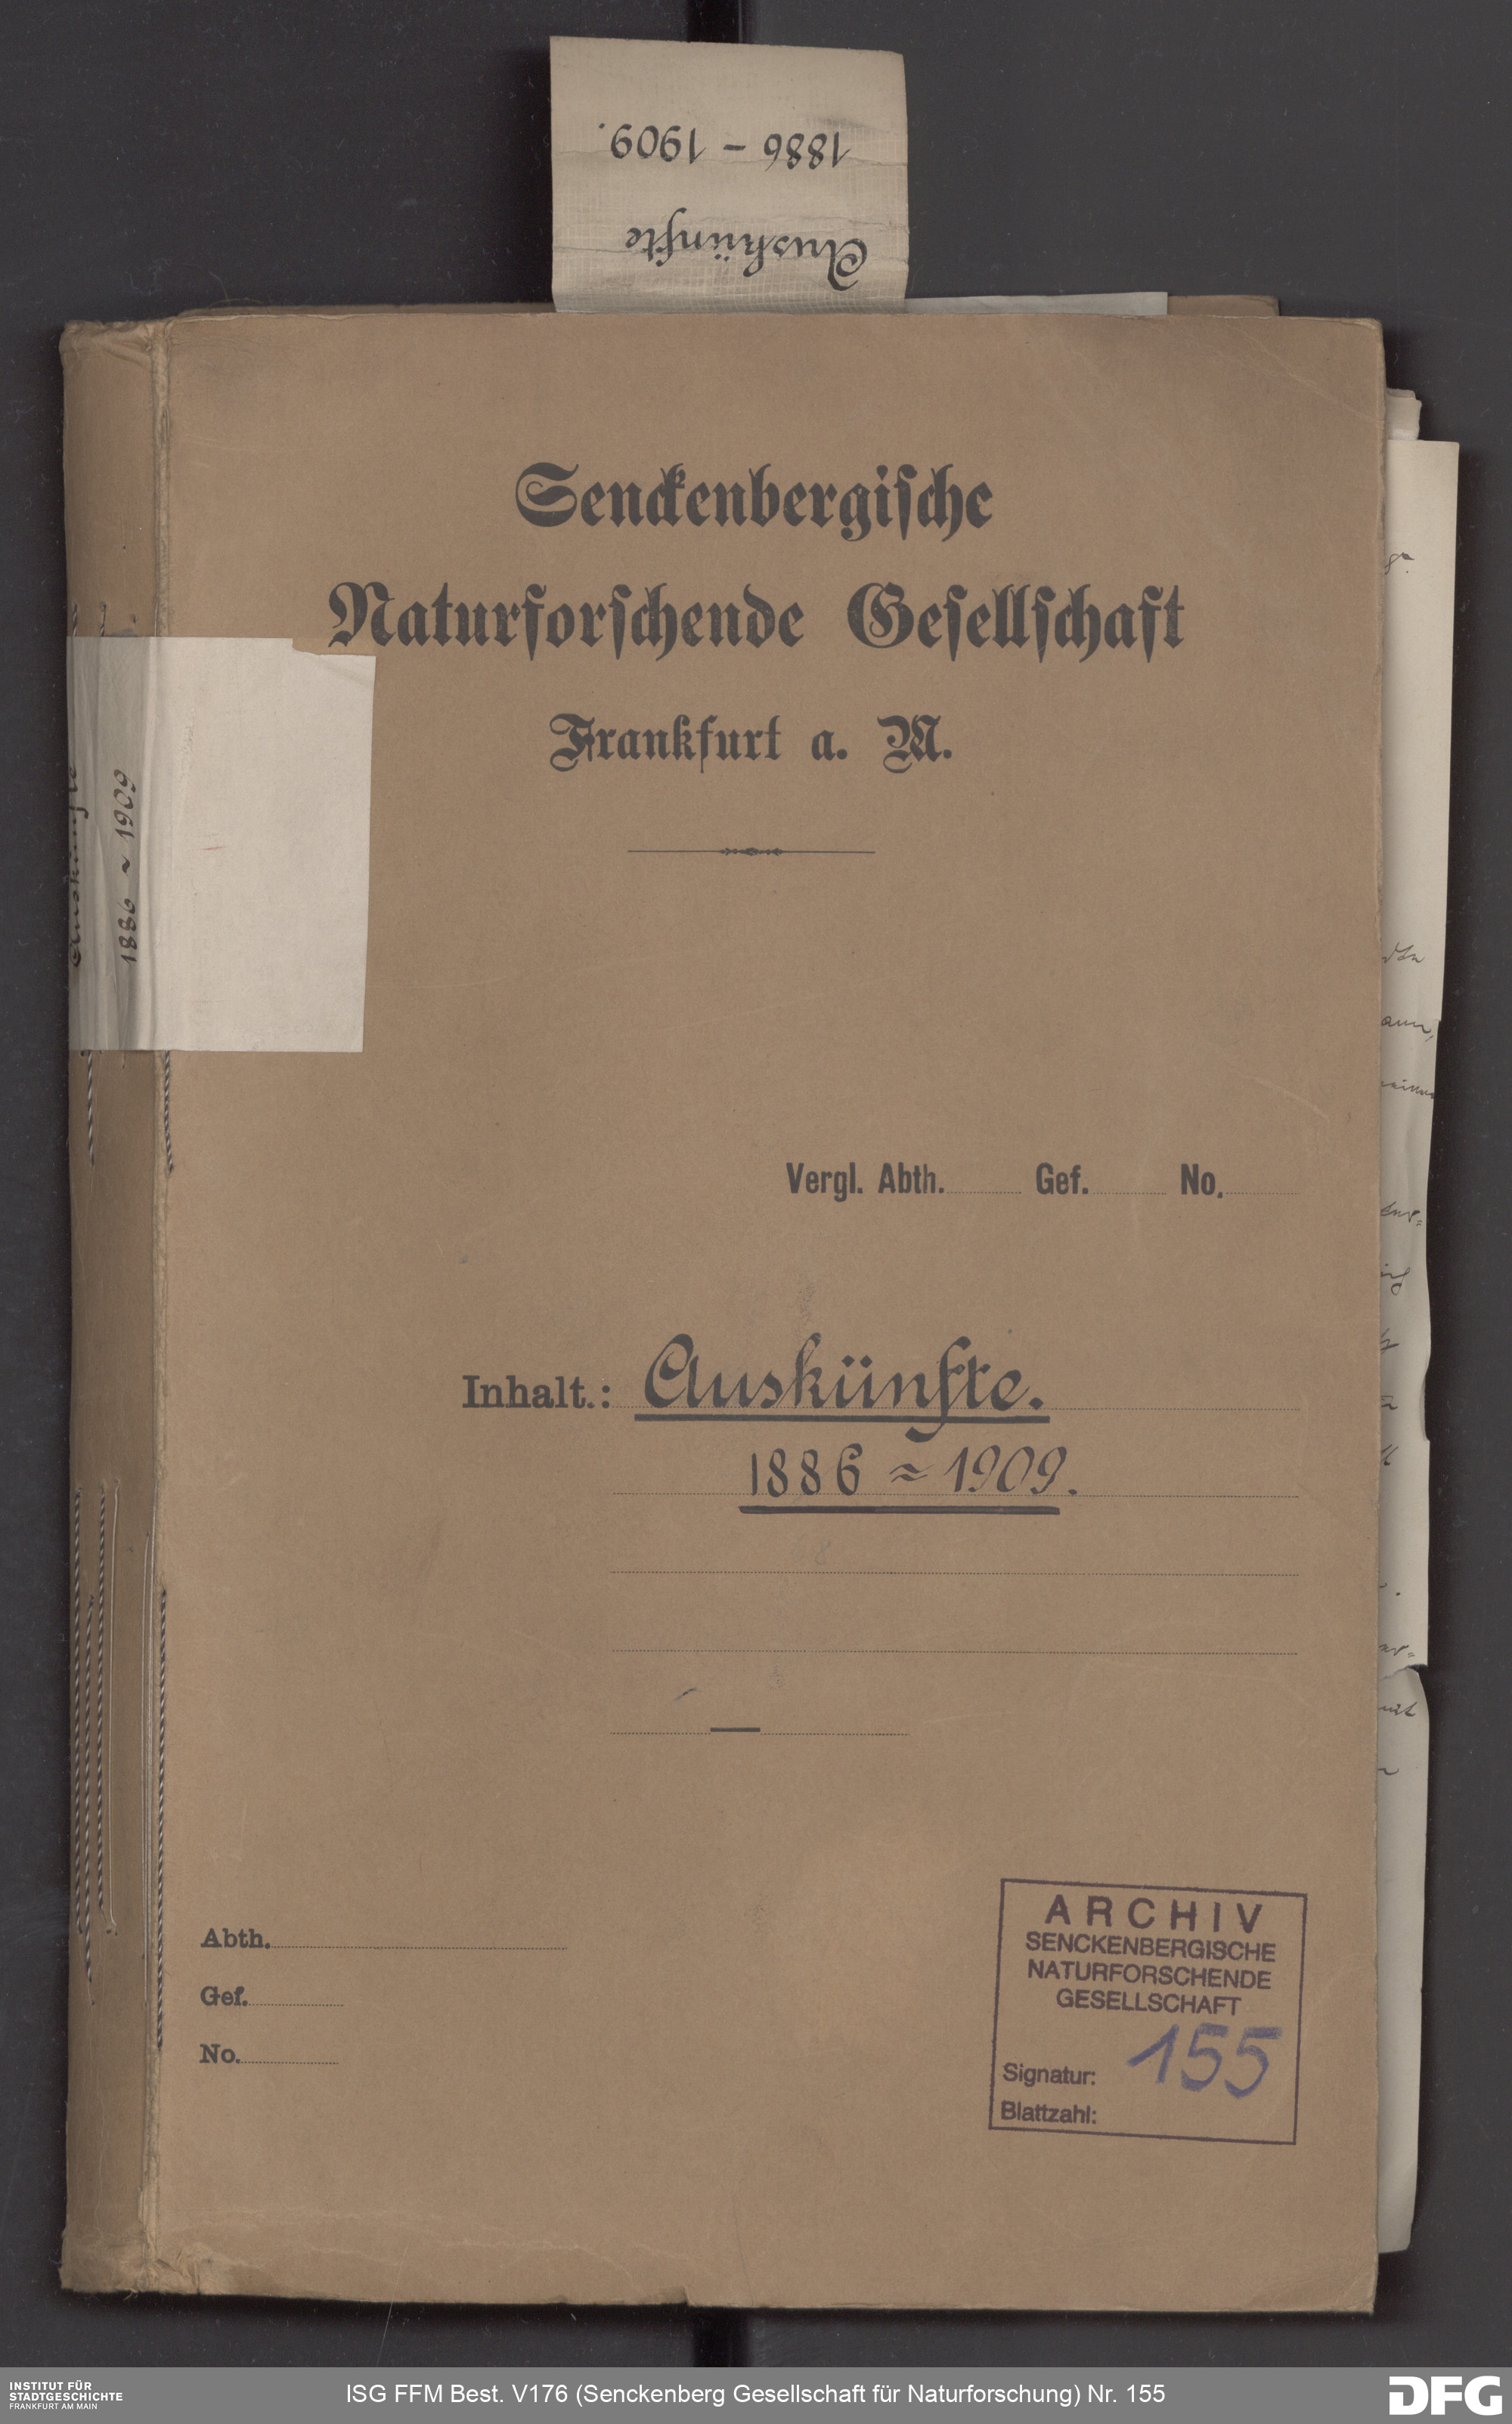 1886 - 1909.
Auskünfte
Senckenbergische
Naturforschende Gesellschaft
Frankfurt a. M.
Auskünfte
1886 ~ 1909
Vergl. Abth. Gef. No.
Inhalt.: Auskünfte.
1886 ≈ 1909.
Abth.
Gef.
No.
ARCHIV
SENCKENBERGISCHE
NATURFORSCHENDE
GESELLSCHAFT
Signatur: 155
Blattzahl:
INSTITUT FÜR
STADTGESCHICHTE
FRANKFURT AM MAIN
ISG FFM Best. V176 (Senckenberg Gesellschaft für Naturforschung) Nr. 155
DFG